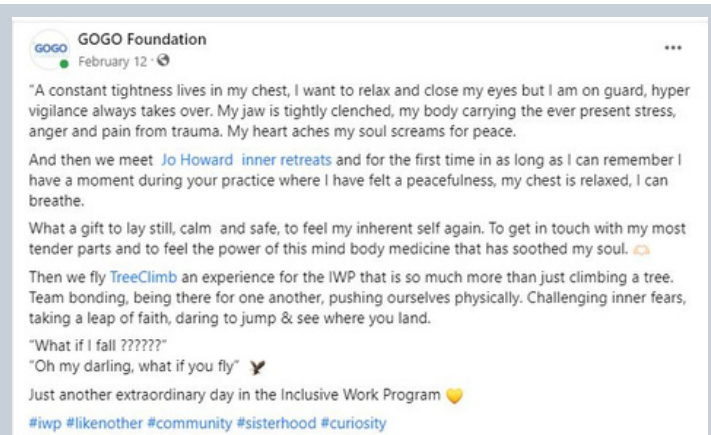 GOGO
GOGO Foundation
February 12 ·
"A constant tightness lives in my chest, I want to relax and close my eyes but I am on guard, hyper
vigilance always takes over. My jaw is tightly clenched, my body carrying the ever present stress,
anger and pain from trauma. My heart aches my soul screams for peace.
And then we meet Jo Howard inner retreats and for the first time in as long as I can remember I
have a moment during your practice where I have felt a peacefulness, my chest is relaxed, I can
breathe.
What a gift to lay still, calm and safe, to feel my inherent self again. To get in touch with my most
tender parts and to feel the power of this mind body medicine that has soothed my soul. 🫶🏻
Then we fly TreeClimb an experience for the IWP that is so much more than just climbing a tree.
Team bonding, being there for one another, pushing ourselves physically. Challenging inner fears,
taking a leap of faith, daring to jump & see where you land.
"What if I fall ??????"
"Oh my darling, what if you fly" 🦅
Just another extraordinary day in the Inclusive Work Program 💛
#iwp #likenother #community #sisterhood #curiosity